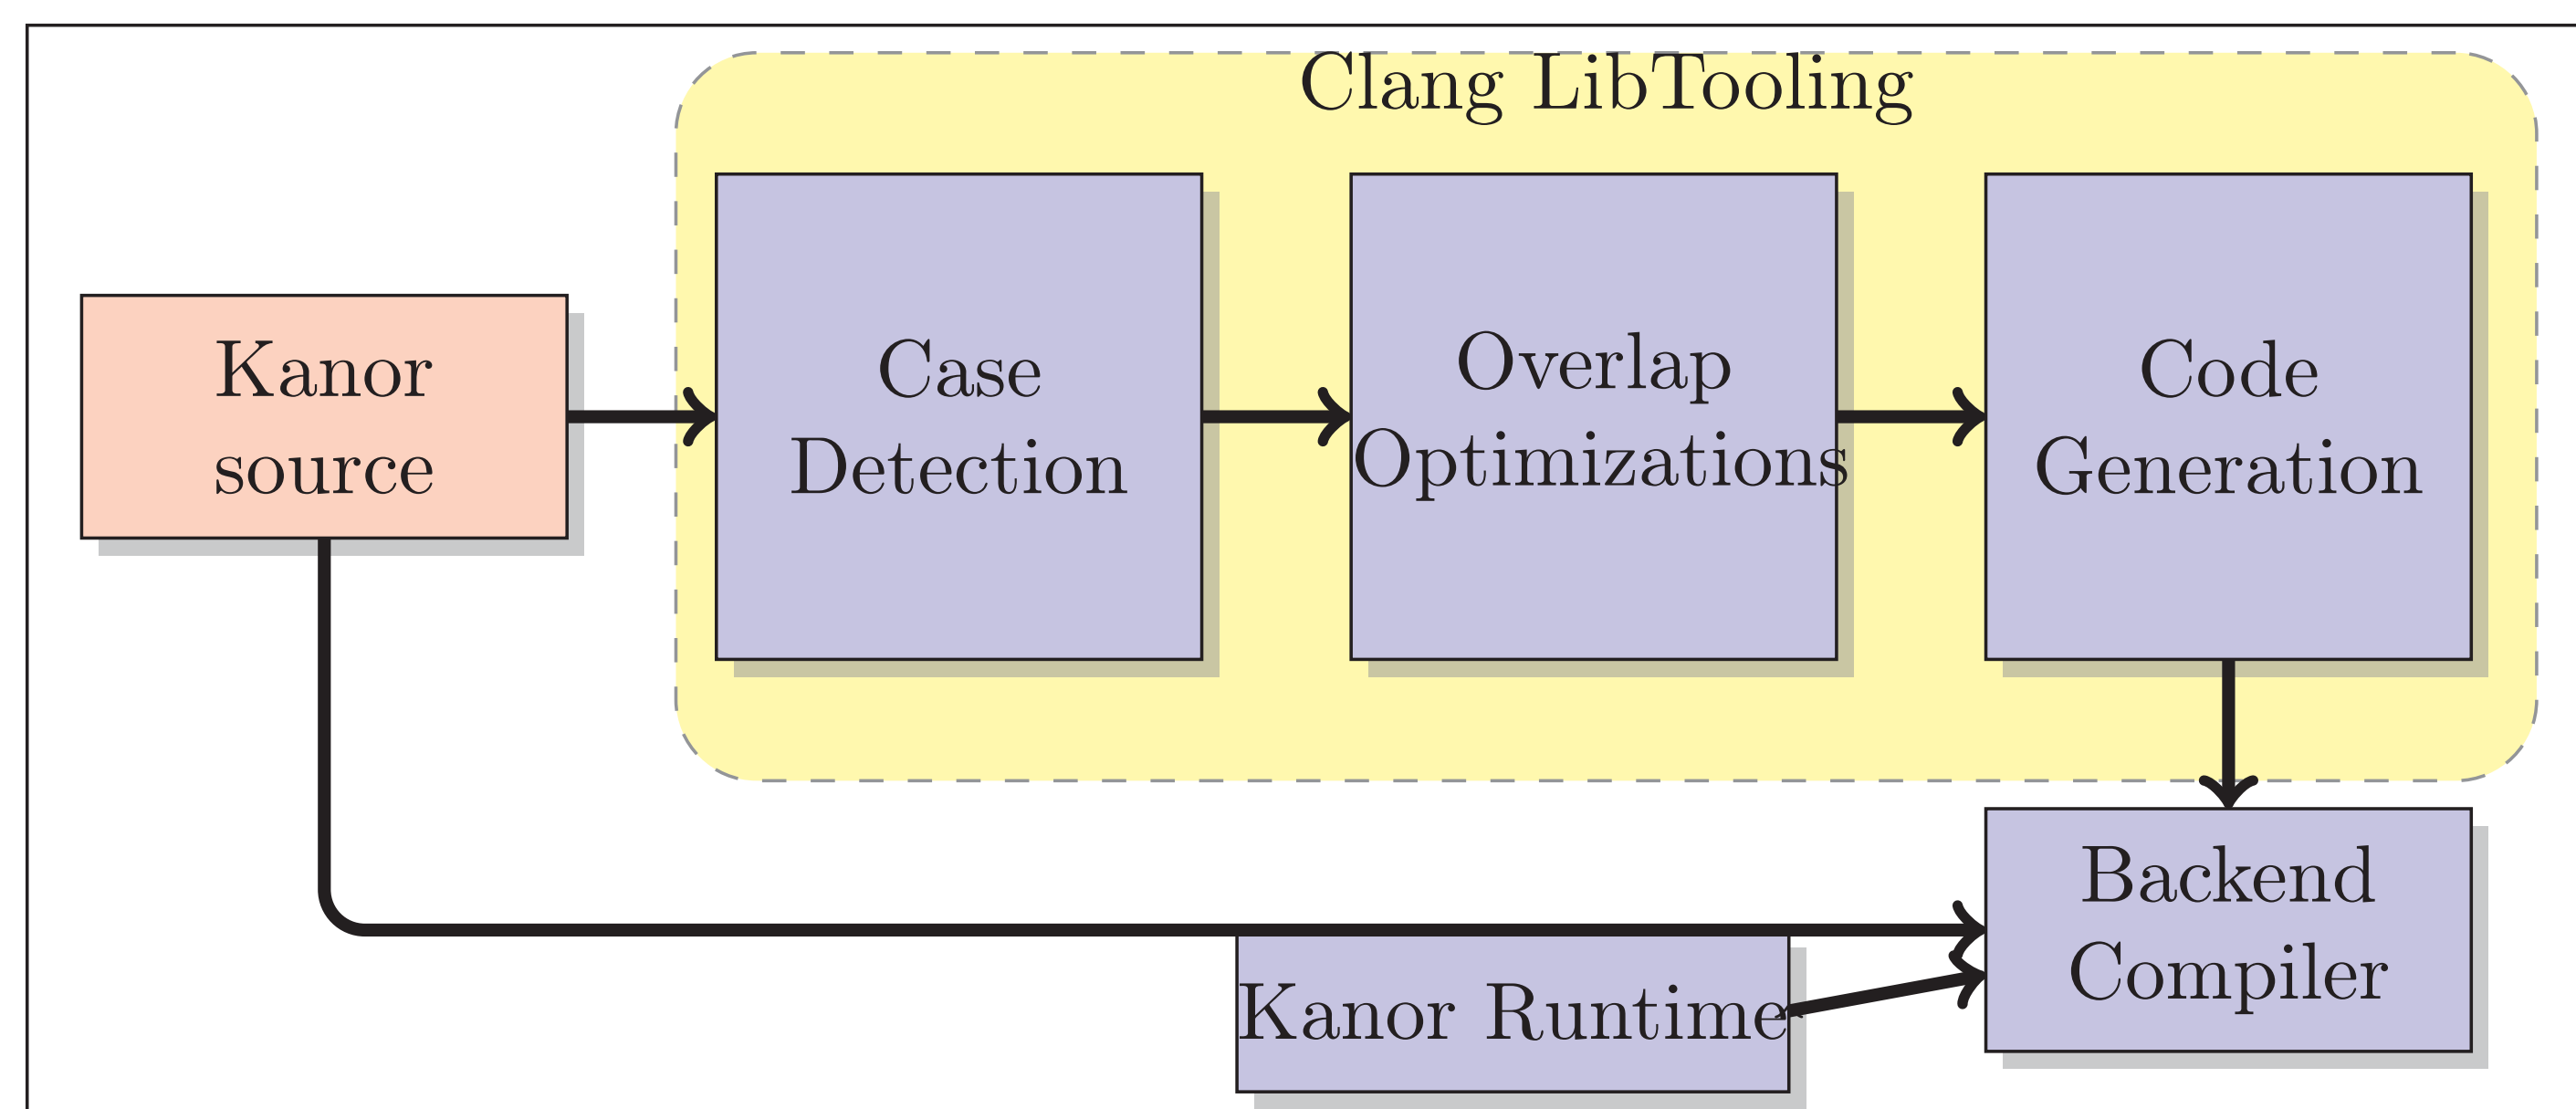 Clang LibTooling
Kanor
source
Case
Detection
Overlap
Optimizations
Code
Generation
Backend
Compiler
Kanor Runtime